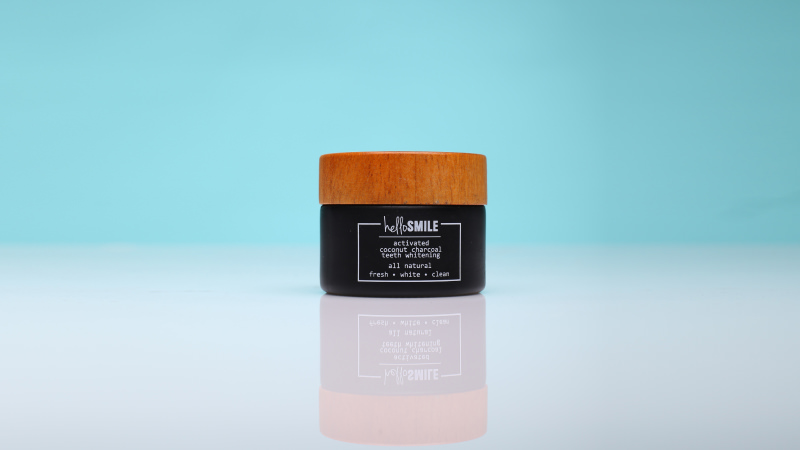 helloSMILE
activated
coconut charcoal
teeth whitening
all natural
fresh • white • clean